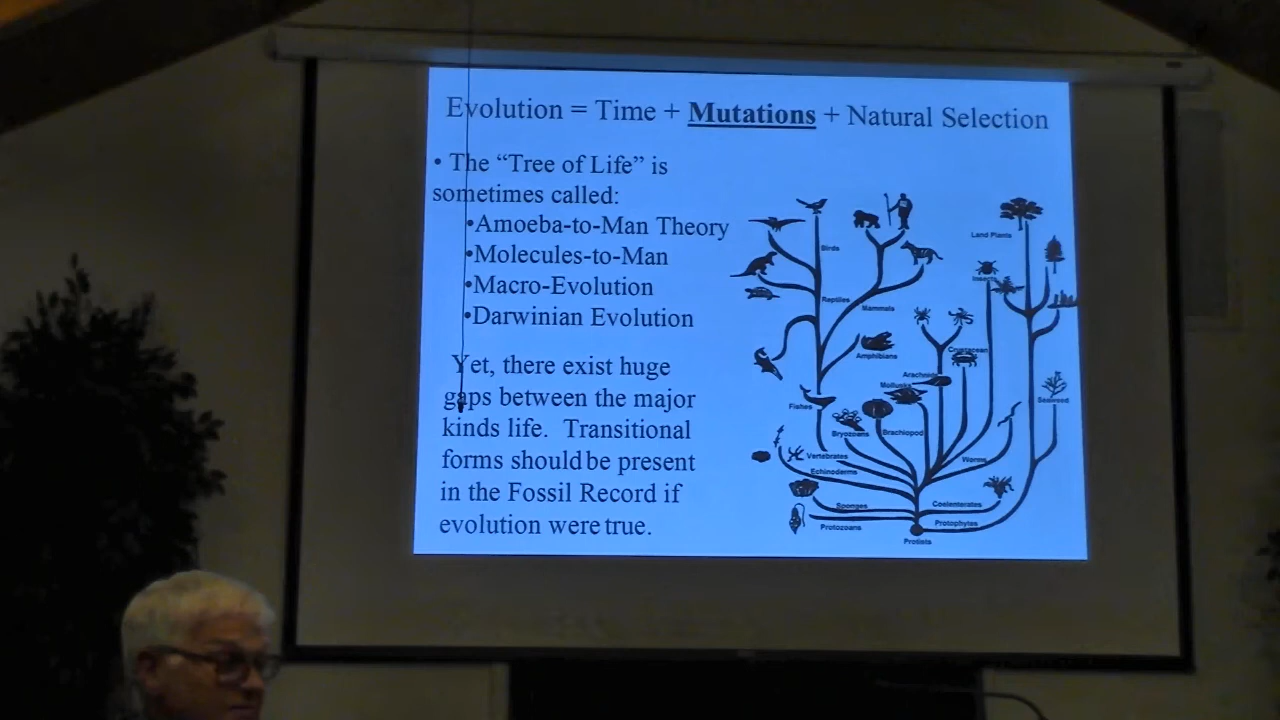 Evolution = Time + Mutations + Natural Selection
• The “Tree of Life” is
sometimes called:
•Amoeba-to-Man Theory
•Molecules-to-Man
•Macro-Evolution
•Darwinian Evolution
Yet, there exist huge
gaps between the major
kinds life. Transitional
forms should be present
in the Fossil Record if
evolution were true.
Land Plants
Birds
Insects
Reptiles
Mammals
Crustacean
Amphibians
Arachnids
Mollusks
Seaweed
Fishes
Bryozoans
Brachiopod
Vertebrates
Worms
Echinoderms
Sponges
Coelenterates
Protozoans
Protophytes
Protists